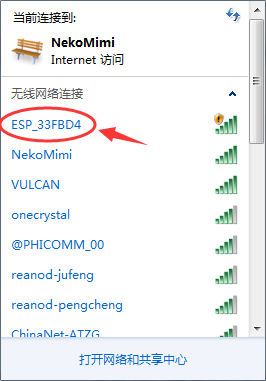 当前连接到:
NekoMimi
Internet 访问
无线网络连接
ESP_33FBD4
NekoMimi
VULCAN
onecrystal
@PHICOMM_00
reanod-jufeng
reanod-pengcheng
ChinaNet-ATZG
打开网络和共享中心